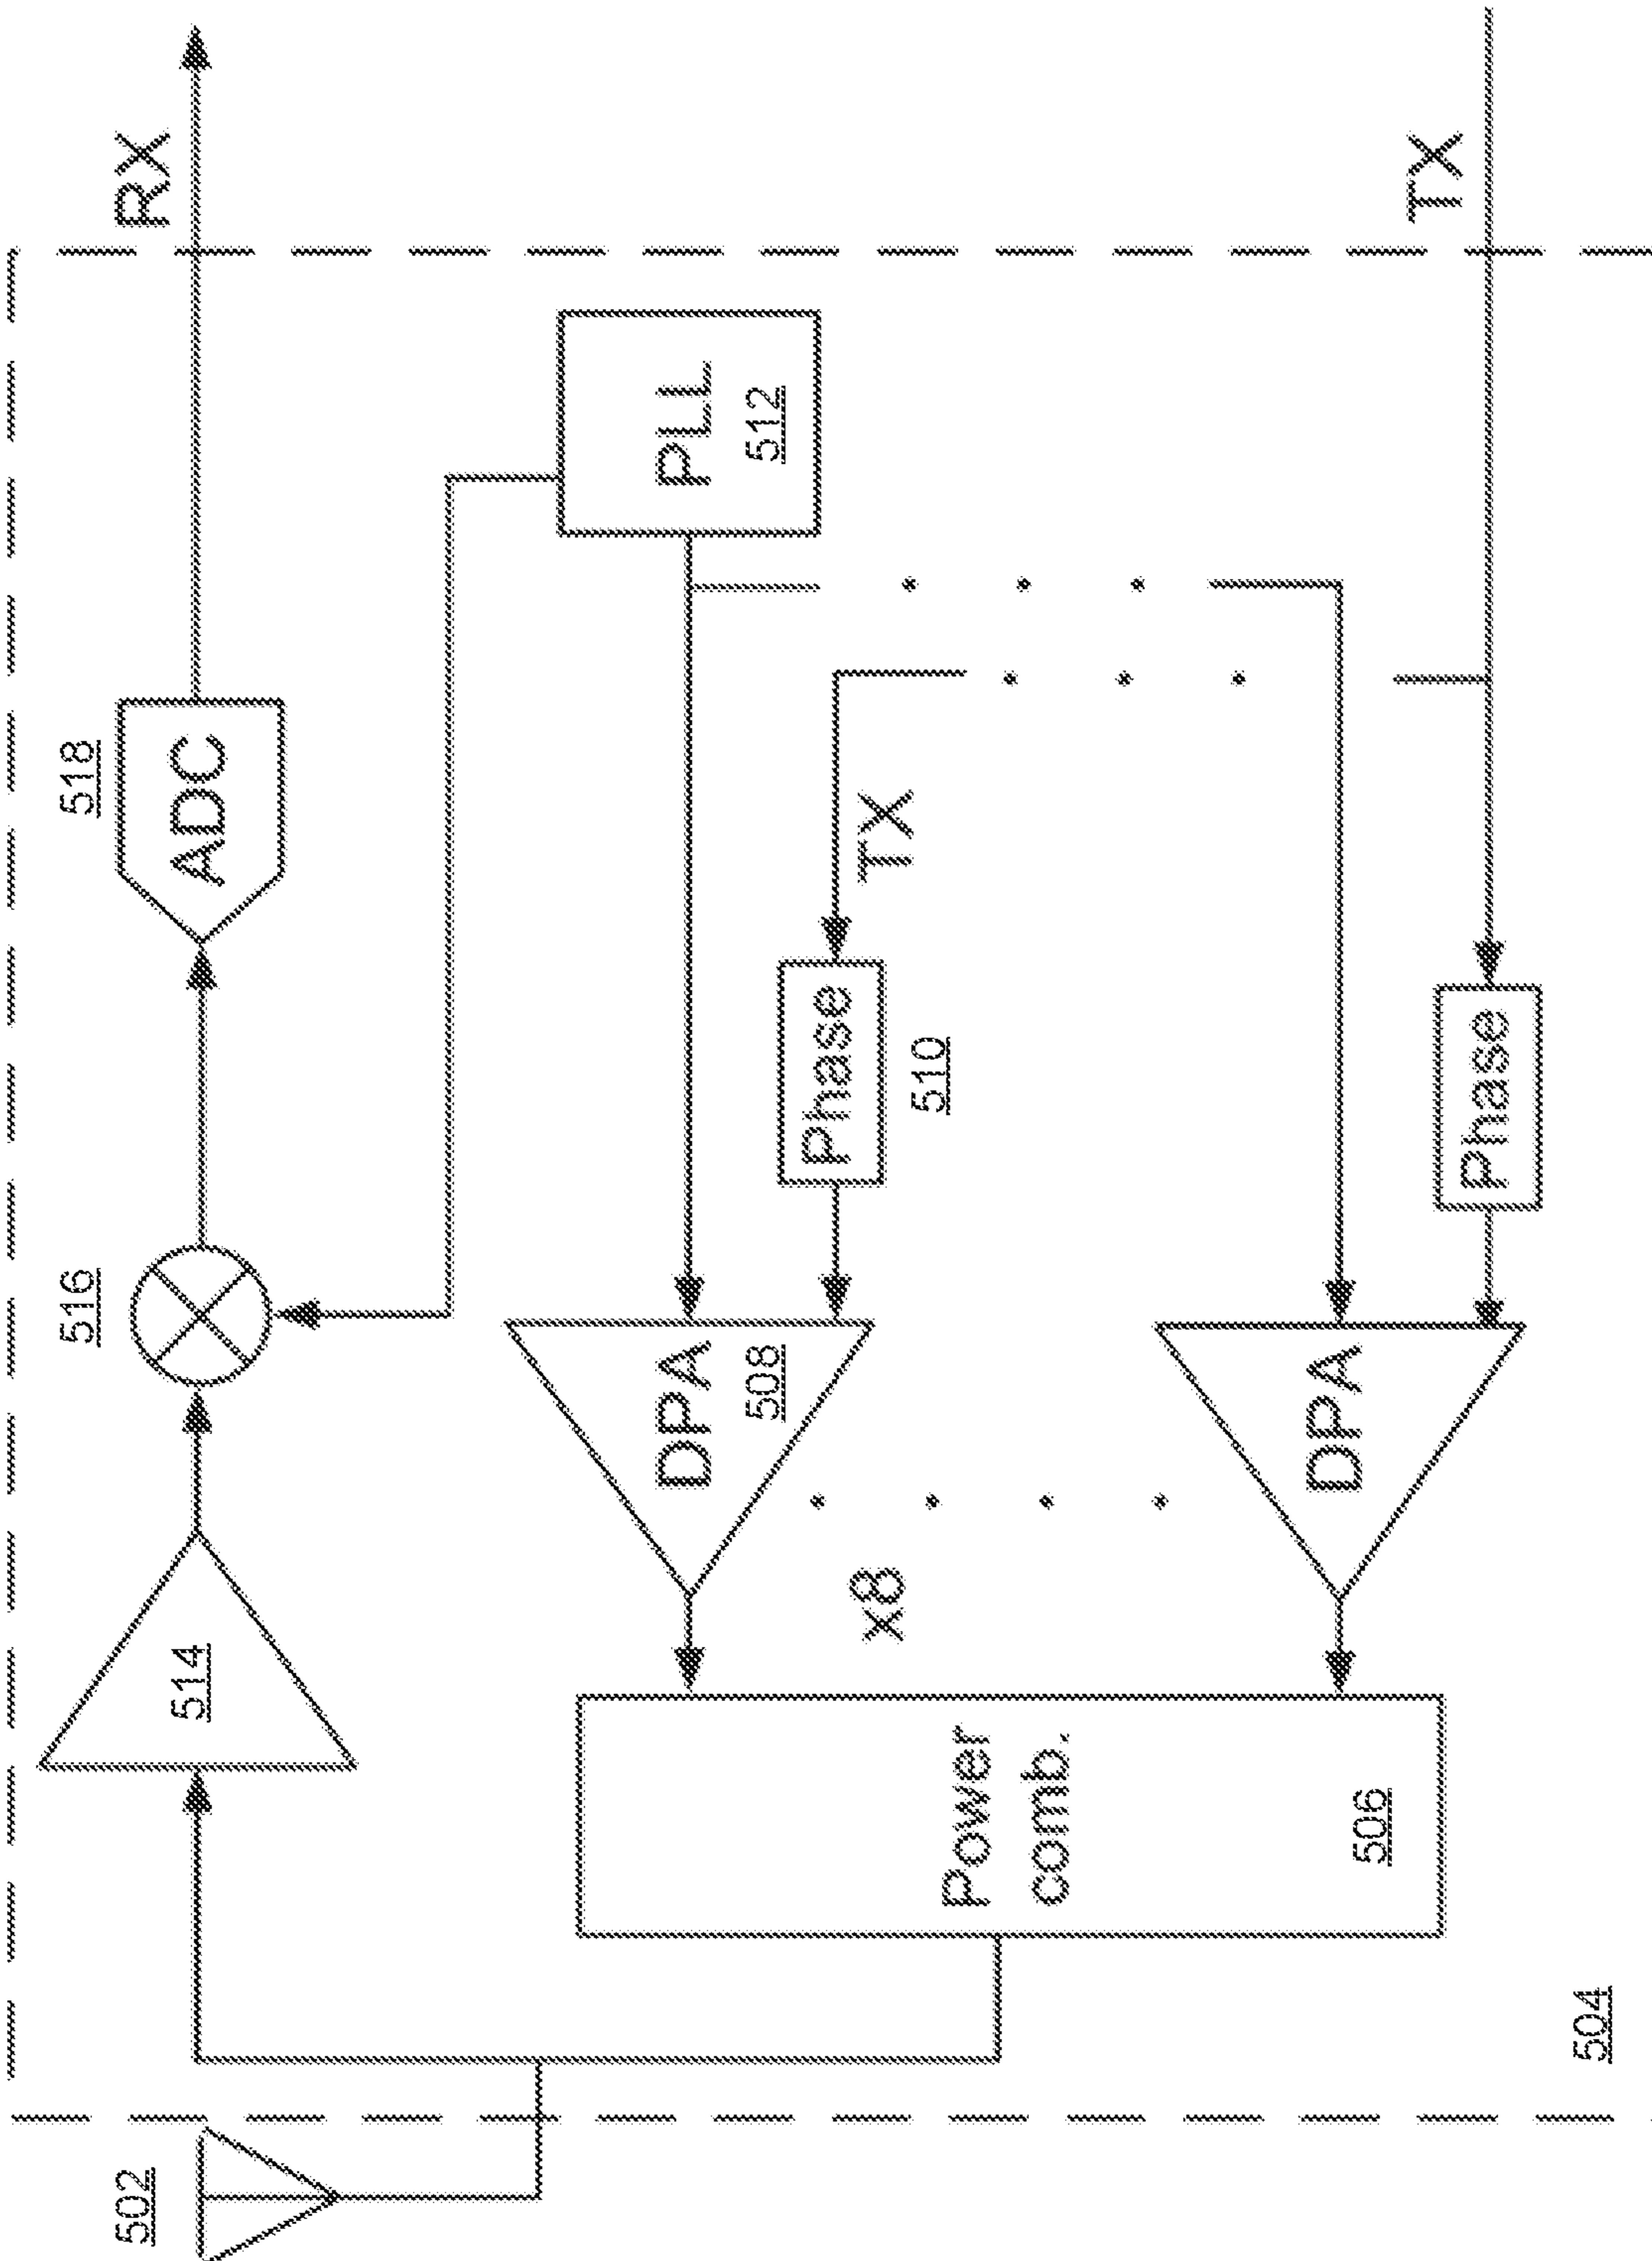 502
504
514
516
518
ADC
RX
Power
comb.
506
x8
DPA
508
Phase
510
TX
PLL
512
DPA
Phase
TX